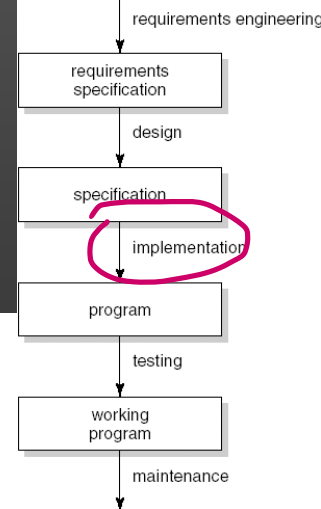 requirements engineering
requirements
specification
design
specification
implementation
program
testing
working
program
maintenance